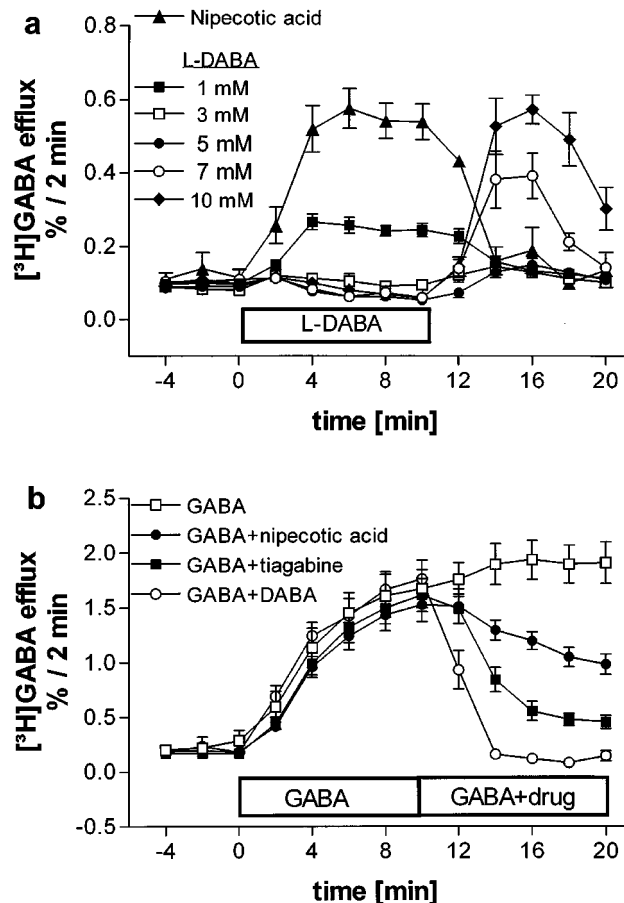 a
Nipecotic acid
L-DABA
1 mM
3 mM
5 mM
7 mM
10 mM
[³H]GABA efflux
% / 2 min
0.8
0.6
0.4
0.2
0.0
L-DABA
-4 0 4 8 12 16 20
time [min]
b
GABA
GABA+nipecotic acid
GABA+tiagabine
GABA+DABA
[³H]GABA efflux
% / 2 min
2.5
2.0
1.5
1.0
0.5
0.0
-0.5
GABA GABA+drug
-4 0 4 8 12 16 20
time [min]